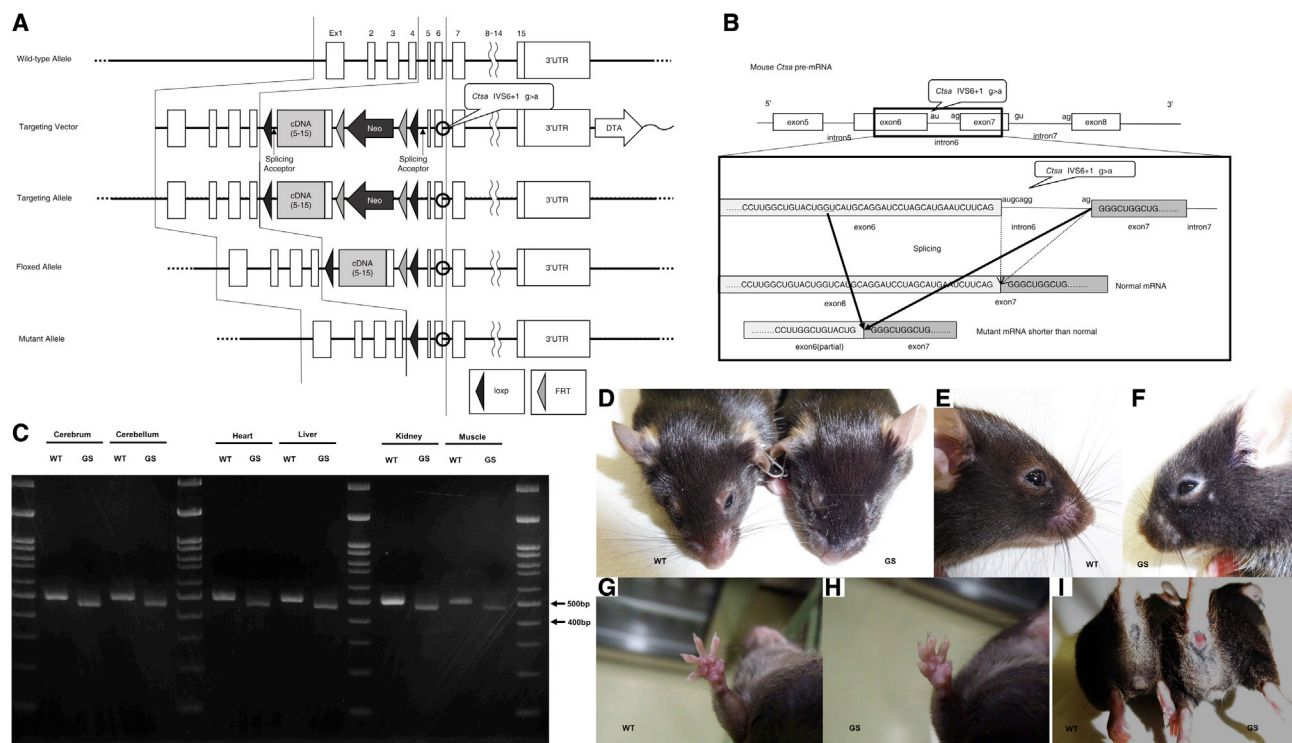 A
Ex1 2 3 4 5 6 7 8-14 15
Wild-type Allele
3'UTR
Ctsa IVS6+1 g>a
Targeting Vector
cDNA
(5-15)
Neo
3'UTR
DTA
Splicing
Acceptor
Splicing
Acceptor
Targeting Allele
cDNA
(5-15)
Neo
3'UTR
Floxed Allele
cDNA
(5-15)
3'UTR
Mutant Allele
3'UTR
loxp
FRT
B
Mouse Ctsa pre-mRNA
Ctsa IVS6+1 g>a
5'
3'
exon5
5
exon6
au
ag
exon7
gu
ag
exon8
intron5
intron6
intron7
Ctsa IVS6+1 g>a
......CCUUGGCUGUACUGGUCAUGCAGGAUCCUAGCAUGAAUCUUCAG
augcagg
ag
GGGCUGGCUG........
exon6
intron6
exon7
intron7
Splicing
......CCUUGGCUGUACUGGUCAUGCAGGAUCCUAGCAUGAAUCUUCAG
GGGCUGGCUG........
Normal mRNA
exon6
exon7
.........CCUUGGCUGUACUG
GGGCUGGCUG........
Mutant mRNA shorter than normal
exon6(partial)
exon7
C
Cerebrum Cerebellum Heart Liver Kidney Muscle
WT GS WT GS WT GS WT GS WT GS WT GS
500bp
400bp
D
WT
GS
E
WT
F
GS
G
WT
H
GS
I
WT
GS